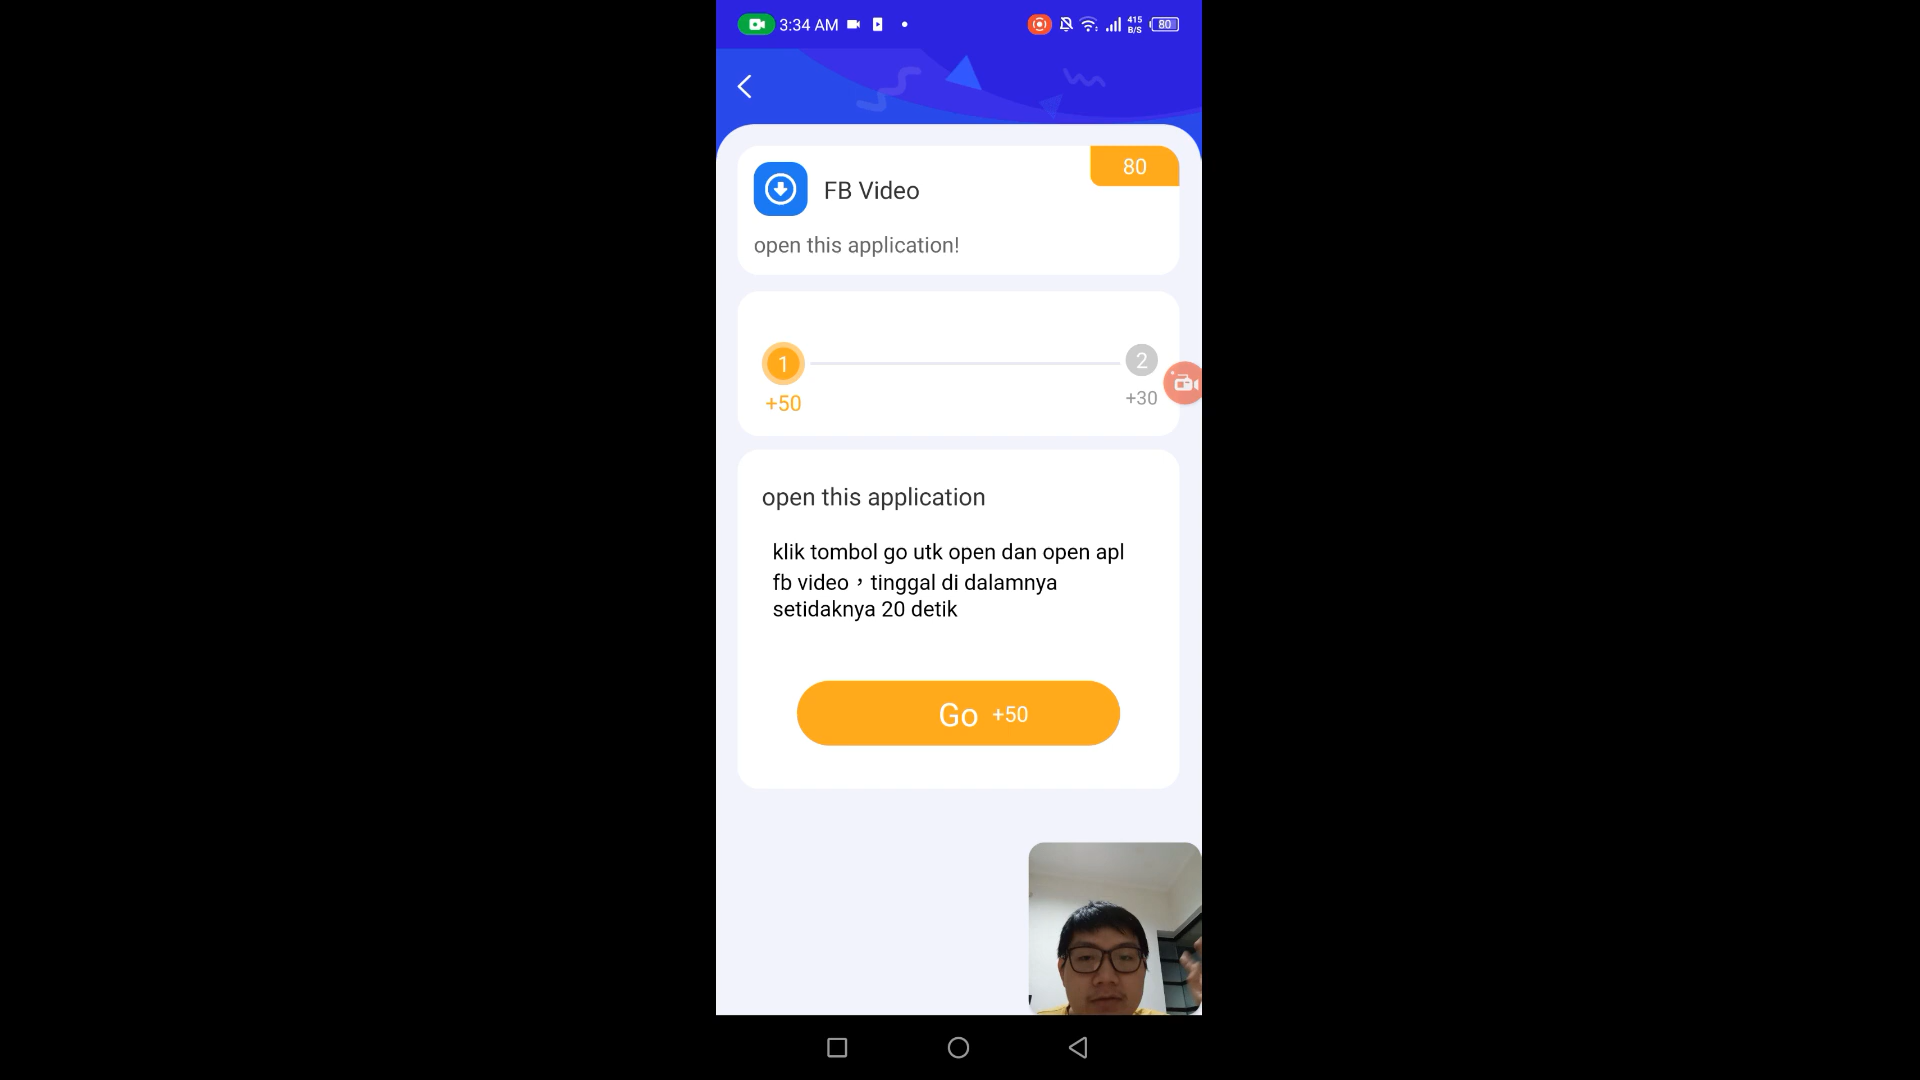 3:34 AM
415
B/S
80
80
FB Video
open this application!
1
2
+50
+30
open this application
klik tombol go utk open dan open apl
fb video，tinggal di dalamnya
setidaknya 20 detik
Go +50